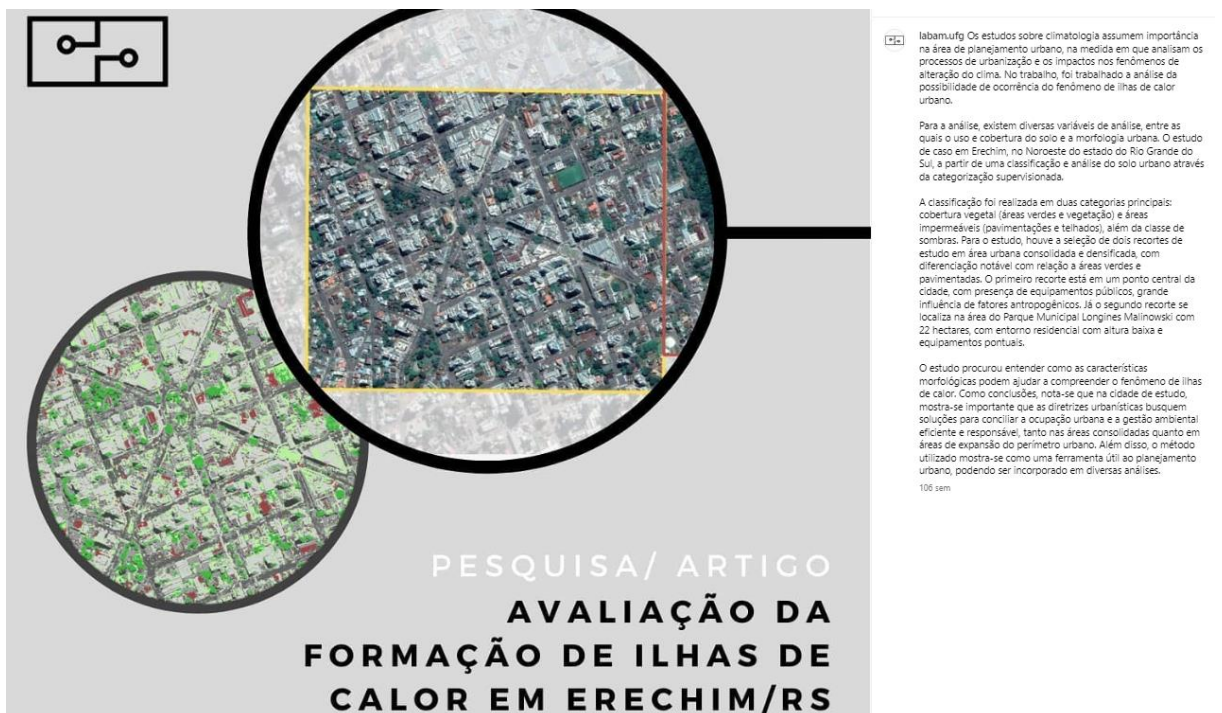 PESQUISA/ ARTIGO
AVALIAÇÃO DA
FORMAÇÃO DE ILHAS DE
CALOR EM ERECHIM/RS
labam.ufg Os estudos sobre climatologia assumem importância
na área de planejamento urbano, na medida em que analisam os
processos de urbanização e os impactos nos fenômenos de
alteração do clima. No trabalho, foi trabalhado a análise da
possibilidade de ocorrência do fenômeno de ilhas de calor
urbano.
Para a análise, existem diversas variáveis de análise, entre as
quais o uso e cobertura do solo e a morfologia urbana. O estudo
de caso em Erechim, no Noroeste do estado do Rio Grande do
Sul, a partir de uma classificação e análise do solo urbano através
da categorização supervisionada.
A classificação foi realizada em duas categorias principais:
cobertura vegetal (áreas verdes e vegetação) e áreas
impermeáveis (pavimentações e telhados), além da classe de
sombras. Para o estudo, houve a seleção de dois recortes de
estudo em área urbana consolidada e densificada, com
diferenciação notável com relação a áreas verdes e
pavimentadas. O primeiro recorte está em um ponto central da
cidade, com presença de equipamentos públicos, grande
influência de fatores antropogênicos. Já o segundo recorte se
localiza na área do Parque Municipal Longines Malinowski com
22 hectares, com entorno residencial com altura baixa e
equipamentos pontuais.
O estudo procurou entender como as características
morfológicas podem ajudar a compreender o fenômeno de ilhas
de calor. Como conclusões, nota-se que na cidade de estudo,
mostra-se importante que as diretrizes urbanísticas busquem
soluções para conciliar a ocupação urbana e a gestão ambiental
eficiente e responsável, tanto nas áreas consolidadas quanto em
áreas de expansão do perímetro urbano. Além disso, o método
utilizado mostra-se como uma ferramenta útil ao planejamento
urbano, podendo ser incorporado em diversas análises.
106 sem